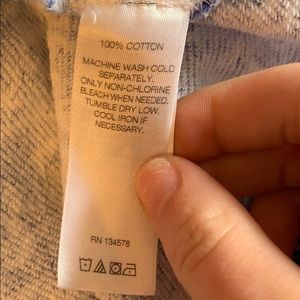 100% COTTON
MACHINE WASH COLD
SEPARATELY.
ONLY NON-CHLORINE
BLEACH WHEN NEEDED.
TUMBLE DRY LOW.
COOL IRON IF
NECESSARY.
RN 134578